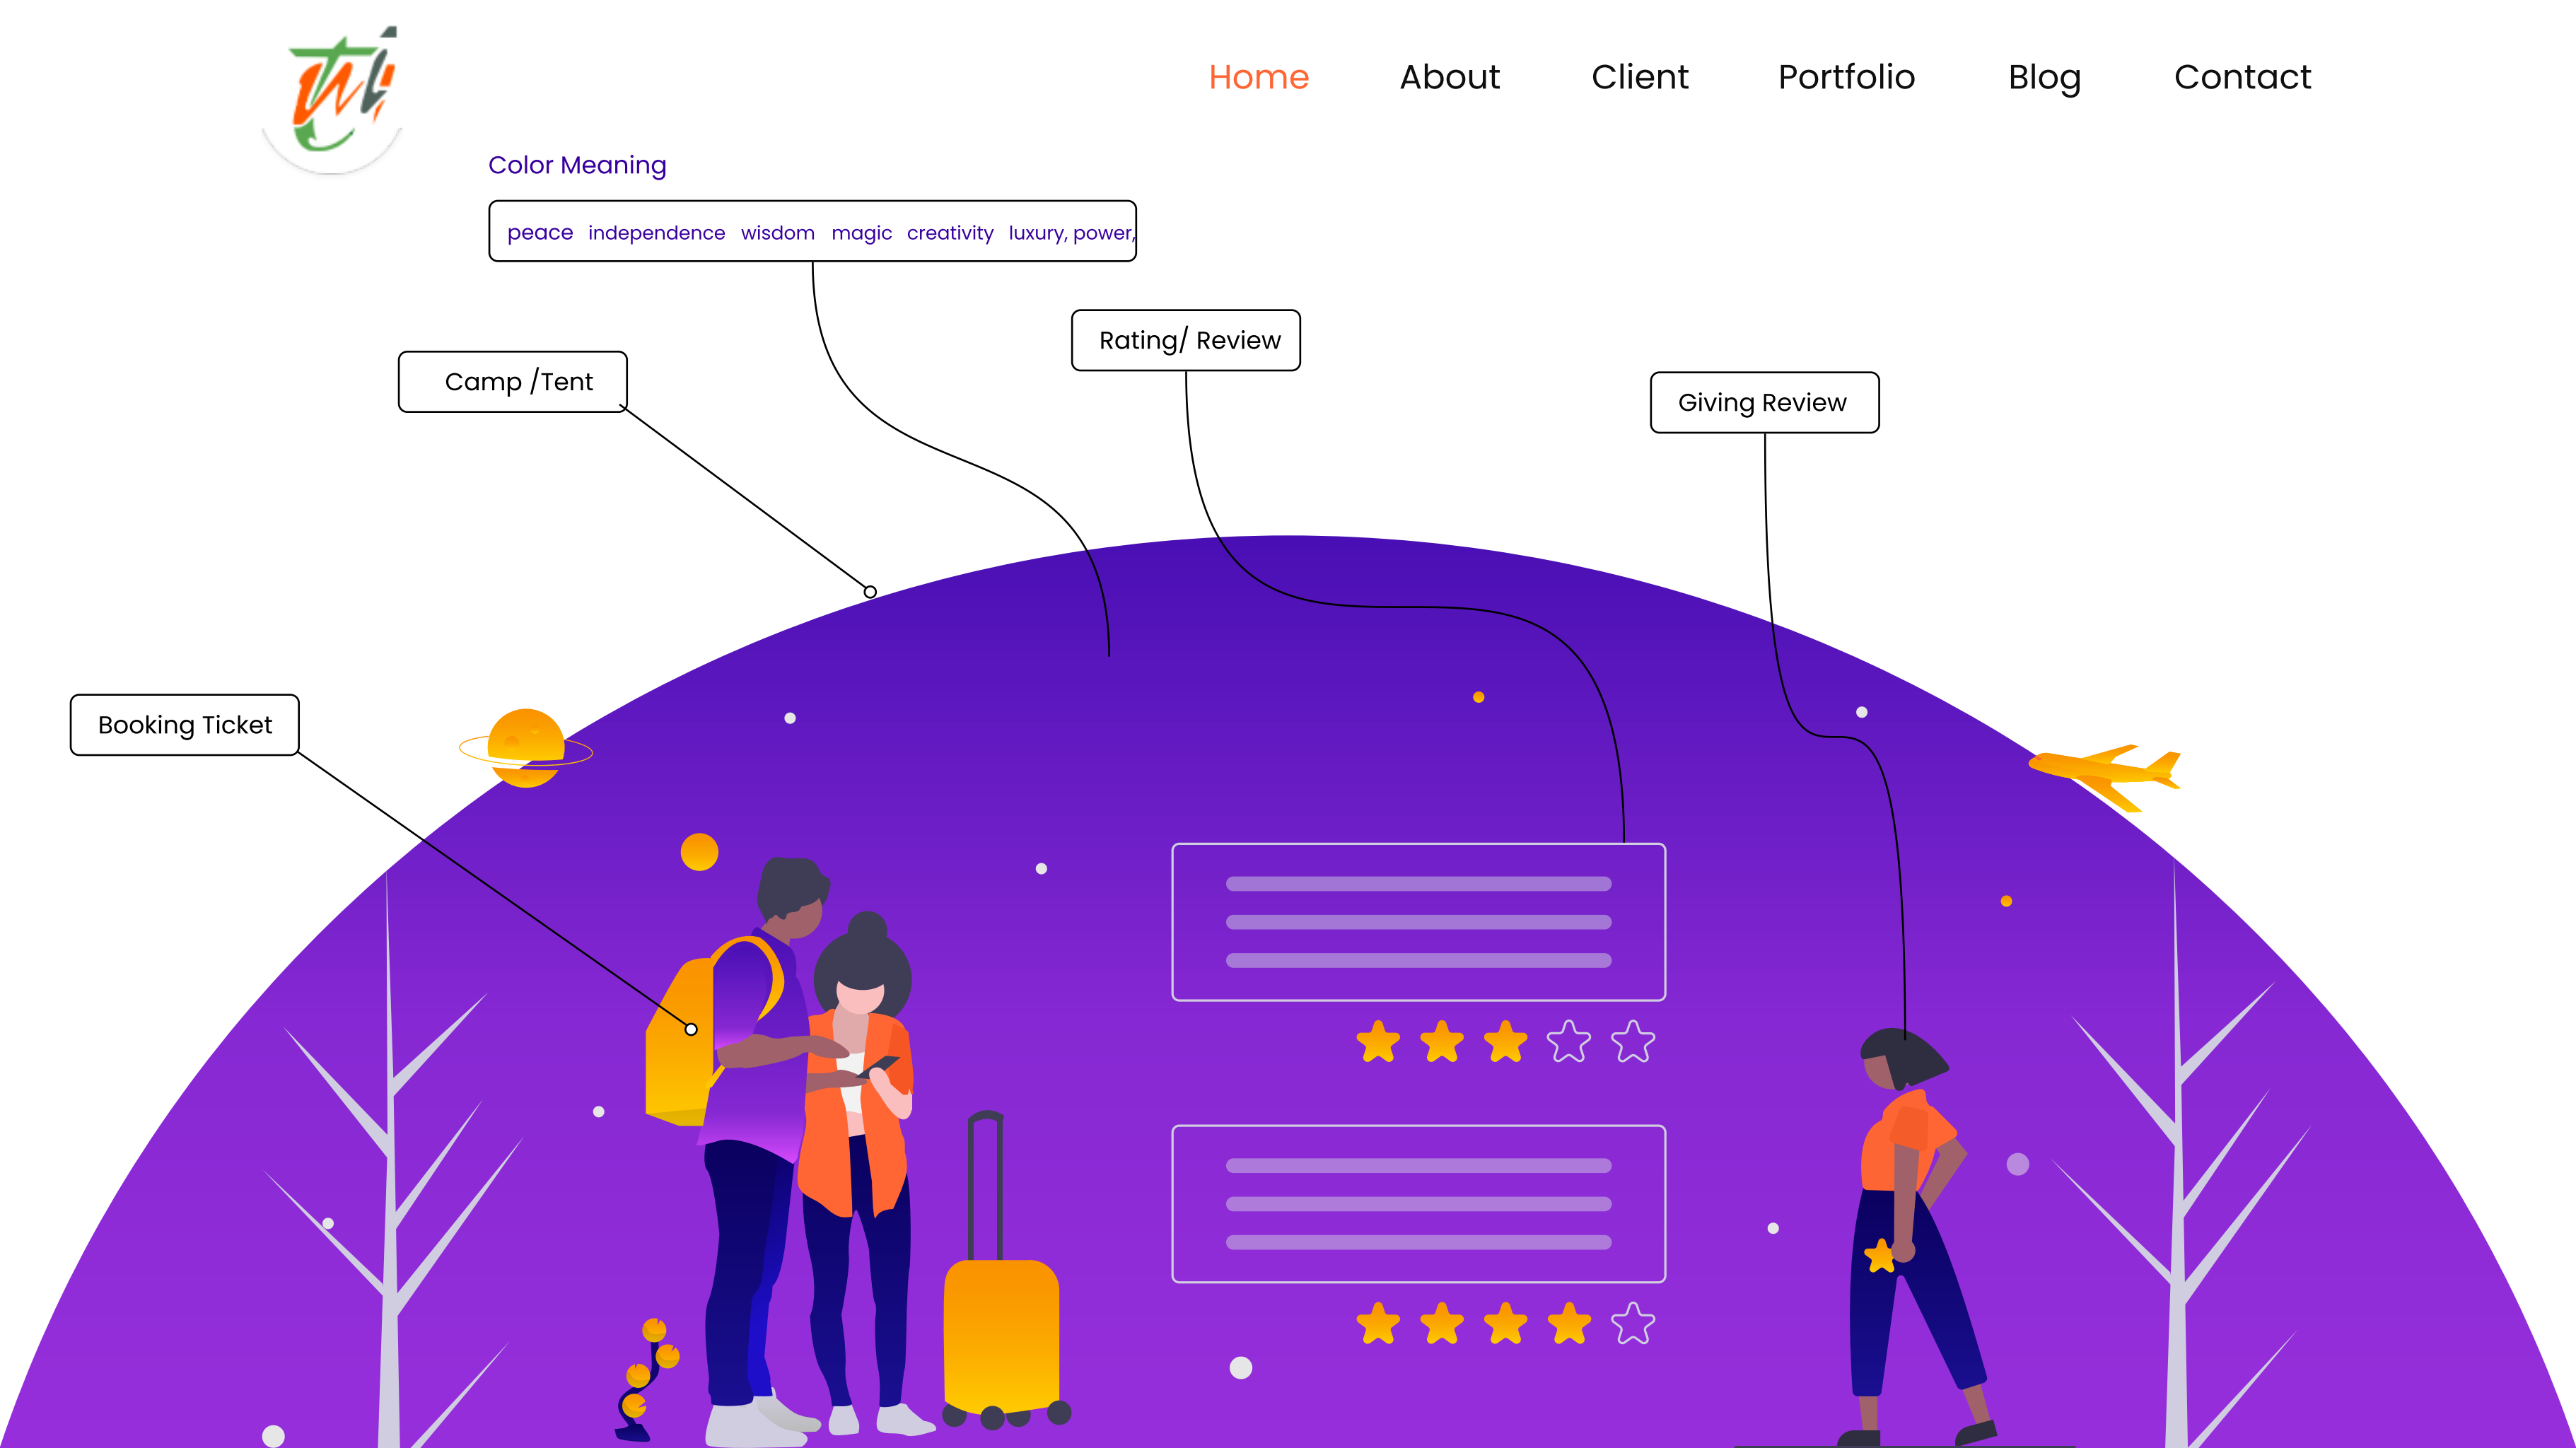 Home About Client Portfolio Blog Contact
Color Meaning
peace independence wisdom magic creativity luxury, power,
Rating/ Review
Camp /Tent
Giving Review
Booking Ticket